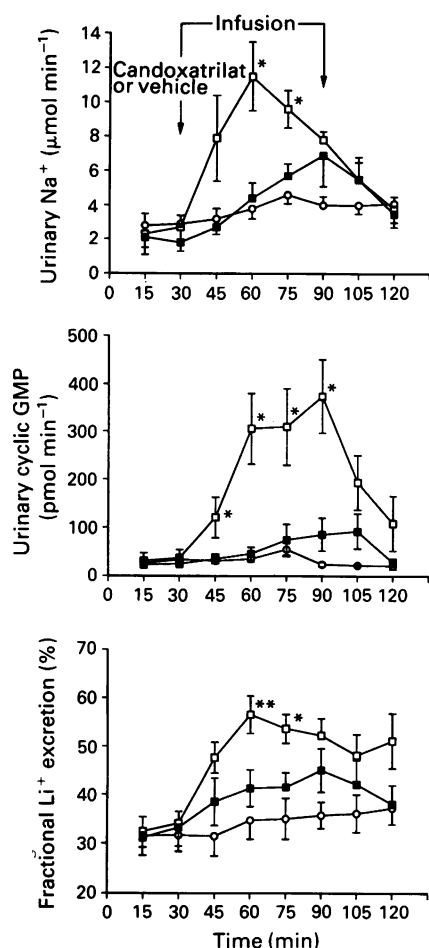 Infusion
Candoxatrilat
or vehicle
Urinary Na⁺ (μmol min⁻¹)
14
12
10
8
6
4
2
0
*
*
0 15 30 45 60 75 90 105 120
Urinary cyclic GMP
(pmol min⁻¹)
500
400
300
200
100
0
*
*
*
*
0 15 30 45 60 75 90 105 120
Fractional Li⁺ excretion (%)
70
60
50
40
30
20
**
*
0 15 30 45 60 75 90 105 120
Time (min)